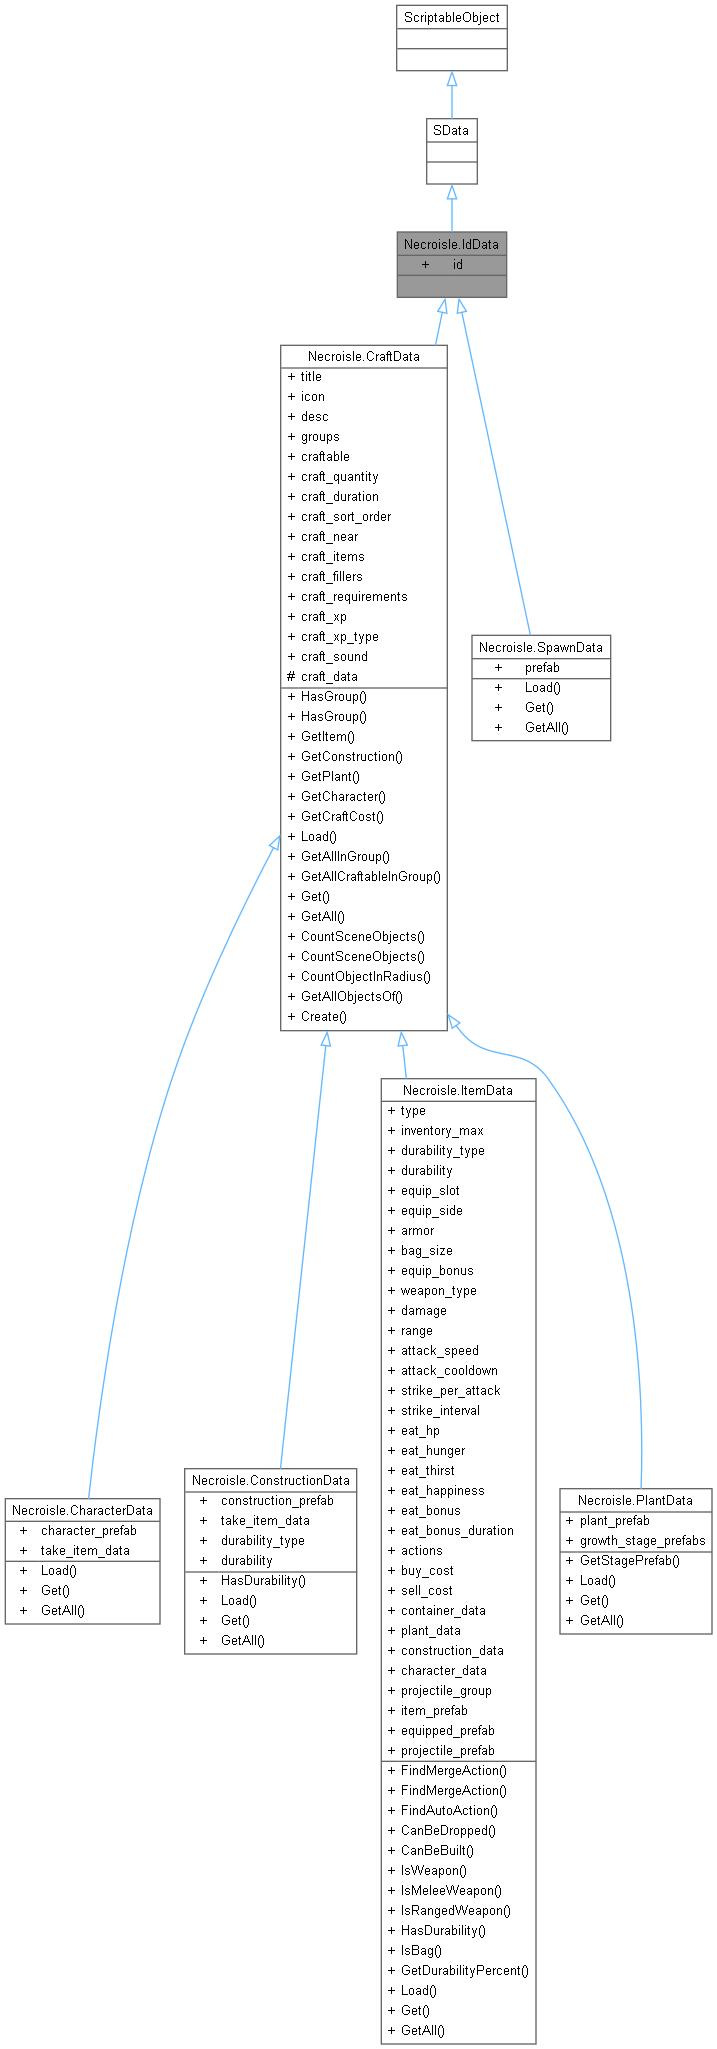 ScriptableObject
SData
Necroisle.IdData
+ id
Necroisle.CraftData
+ title
+ icon
+ desc
+ groups
+ craftable
+ craft_quantity
+ craft_duration
+ craft_sort_order
+ craft_near
+ craft_items
+ craft_fillers
+ craft_requirements
+ craft_xp
+ craft_xp_type
+ craft_sound
# craft_data
+ HasGroup()
+ HasGroup()
+ GetItem()
+ GetConstruction()
+ GetPlant()
+ GetCharacter()
+ GetCraftCost()
+ Load()
+ GetAllInGroup()
+ GetAllCraftableInGroup()
+ Get()
+ GetAll()
+ CountSceneObjects()
+ CountSceneObjects()
+ CountObjectInRadius()
+ GetAllObjectsOf()
+ Create()
Necroisle.SpawnData
+ prefab
+ Load()
+ Get()
+ GetAll()
Necroisle.CharacterData
+ character_prefab
+ take_item_data
+ Load()
+ Get()
+ GetAll()
Necroisle.ConstructionData
+ construction_prefab
+ take_item_data
+ durability_type
+ durability
+ HasDurability()
+ Load()
+ Get()
+ GetAll()
Necroisle.ItemData
+ type
+ inventory_max
+ durability_type
+ durability
+ equip_slot
+ equip_side
+ armor
+ bag_size
+ equip_bonus
+ weapon_type
+ damage
+ range
+ attack_speed
+ attack_cooldown
+ strike_per_attack
+ strike_interval
+ eat_hp
+ eat_hunger
+ eat_thirst
+ eat_happiness
+ eat_bonus
+ eat_bonus_duration
+ actions
+ buy_cost
+ sell_cost
+ container_data
+ plant_data
+ construction_data
+ character_data
+ projectile_group
+ item_prefab
+ equipped_prefab
+ projectile_prefab
+ FindMergeAction()
+ FindMergeAction()
+ FindAutoAction()
+ CanBeDropped()
+ CanBeBuilt()
+ IsWeapon()
+ IsMeleeWeapon()
+ IsRangedWeapon()
+ HasDurability()
+ IsBag()
+ GetDurabilityPercent()
+ Load()
+ Get()
+ GetAll()
Necroisle.PlantData
+ plant_prefab
+ growth_stage_prefabs
+ GetStagePrefab()
+ Load()
+ Get()
+ GetAll()